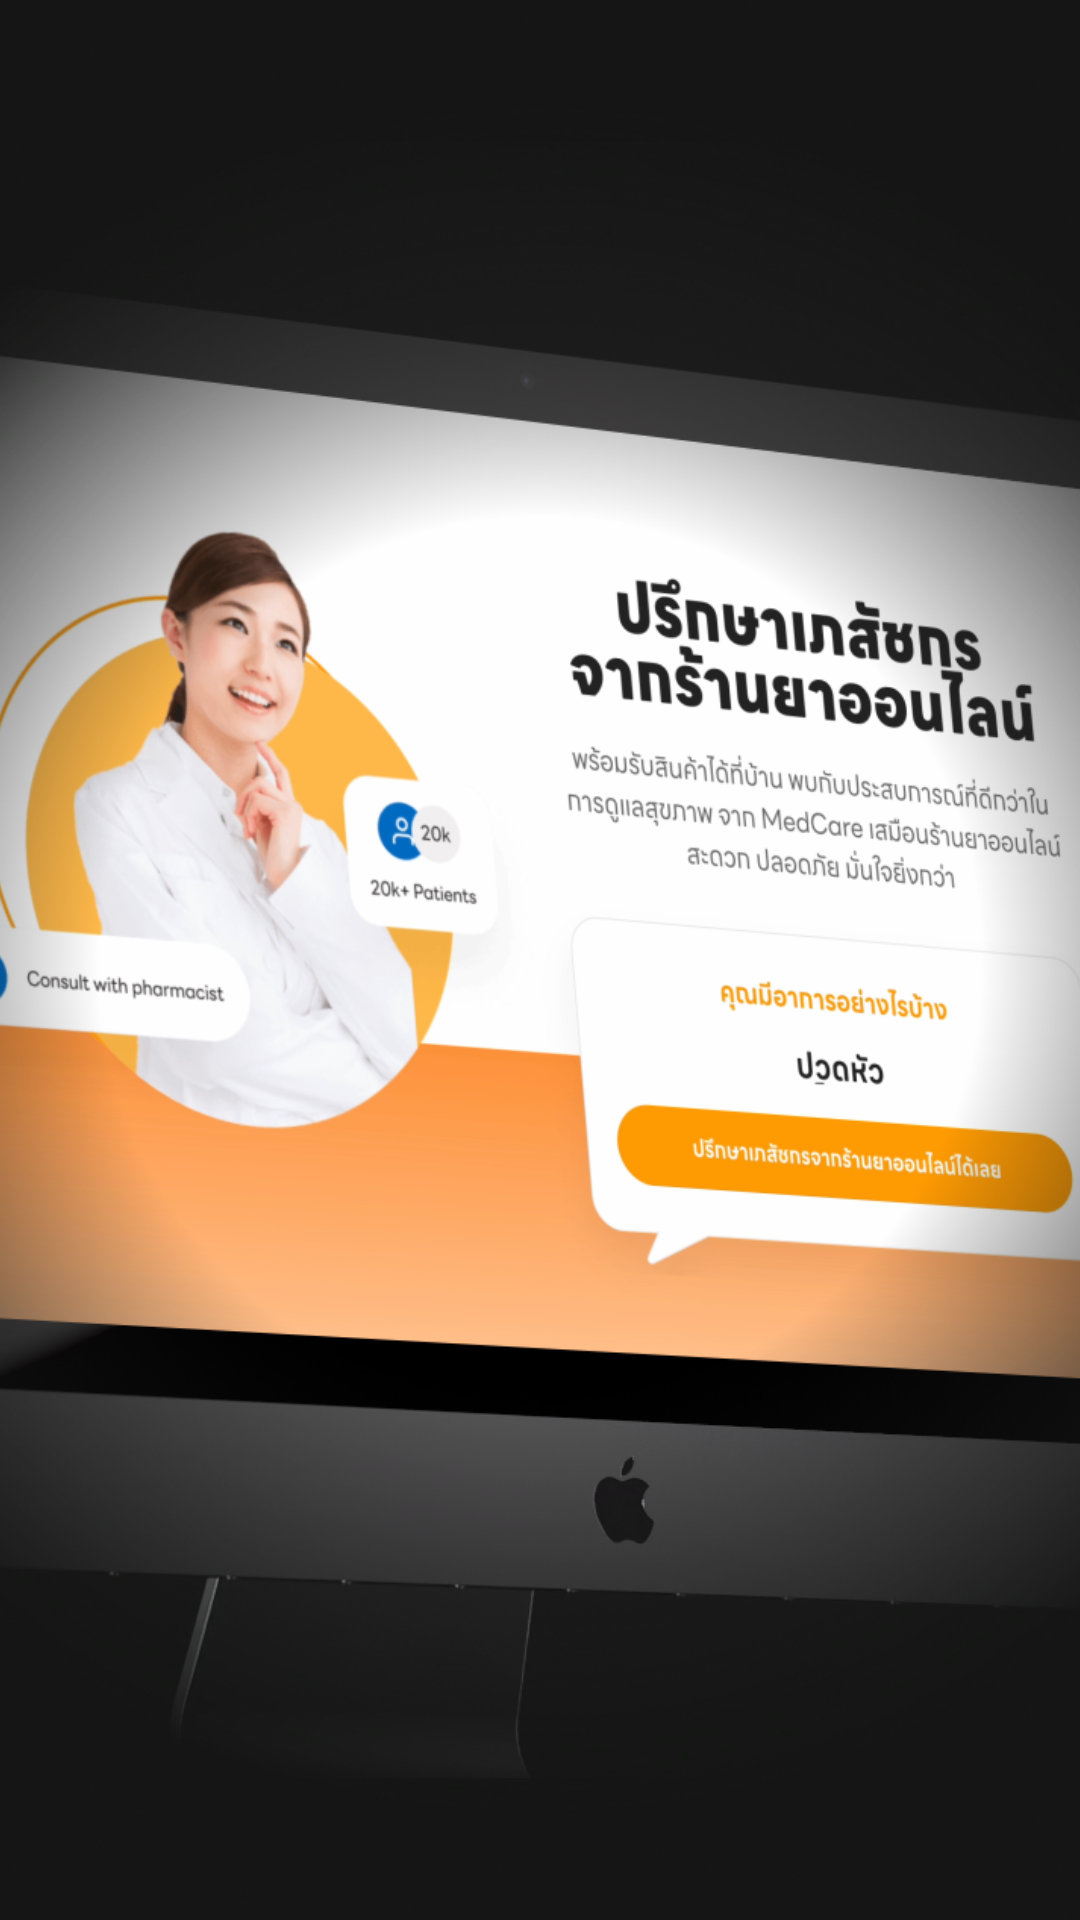 ปรึกษาเภสัชกร
จากร้านยาออนไลน์
พร้อมรับสินค้าได้ที่บ้าน พบกับประสบการณ์ที่ดีกว่าใน
การดูแลสุขภาพ จาก MedCare เสมือนร้านยาออนไลน์
สะดวก ปลอดภัย มั่นใจยิ่งกว่า
20k
20k+ Patients
Consult with pharmacist
คุณมีอาการอย่างไรบ้าง
ปวดหัว
ปรึกษาเภสัชกรจากร้านยาออนไลน์ได้เลย